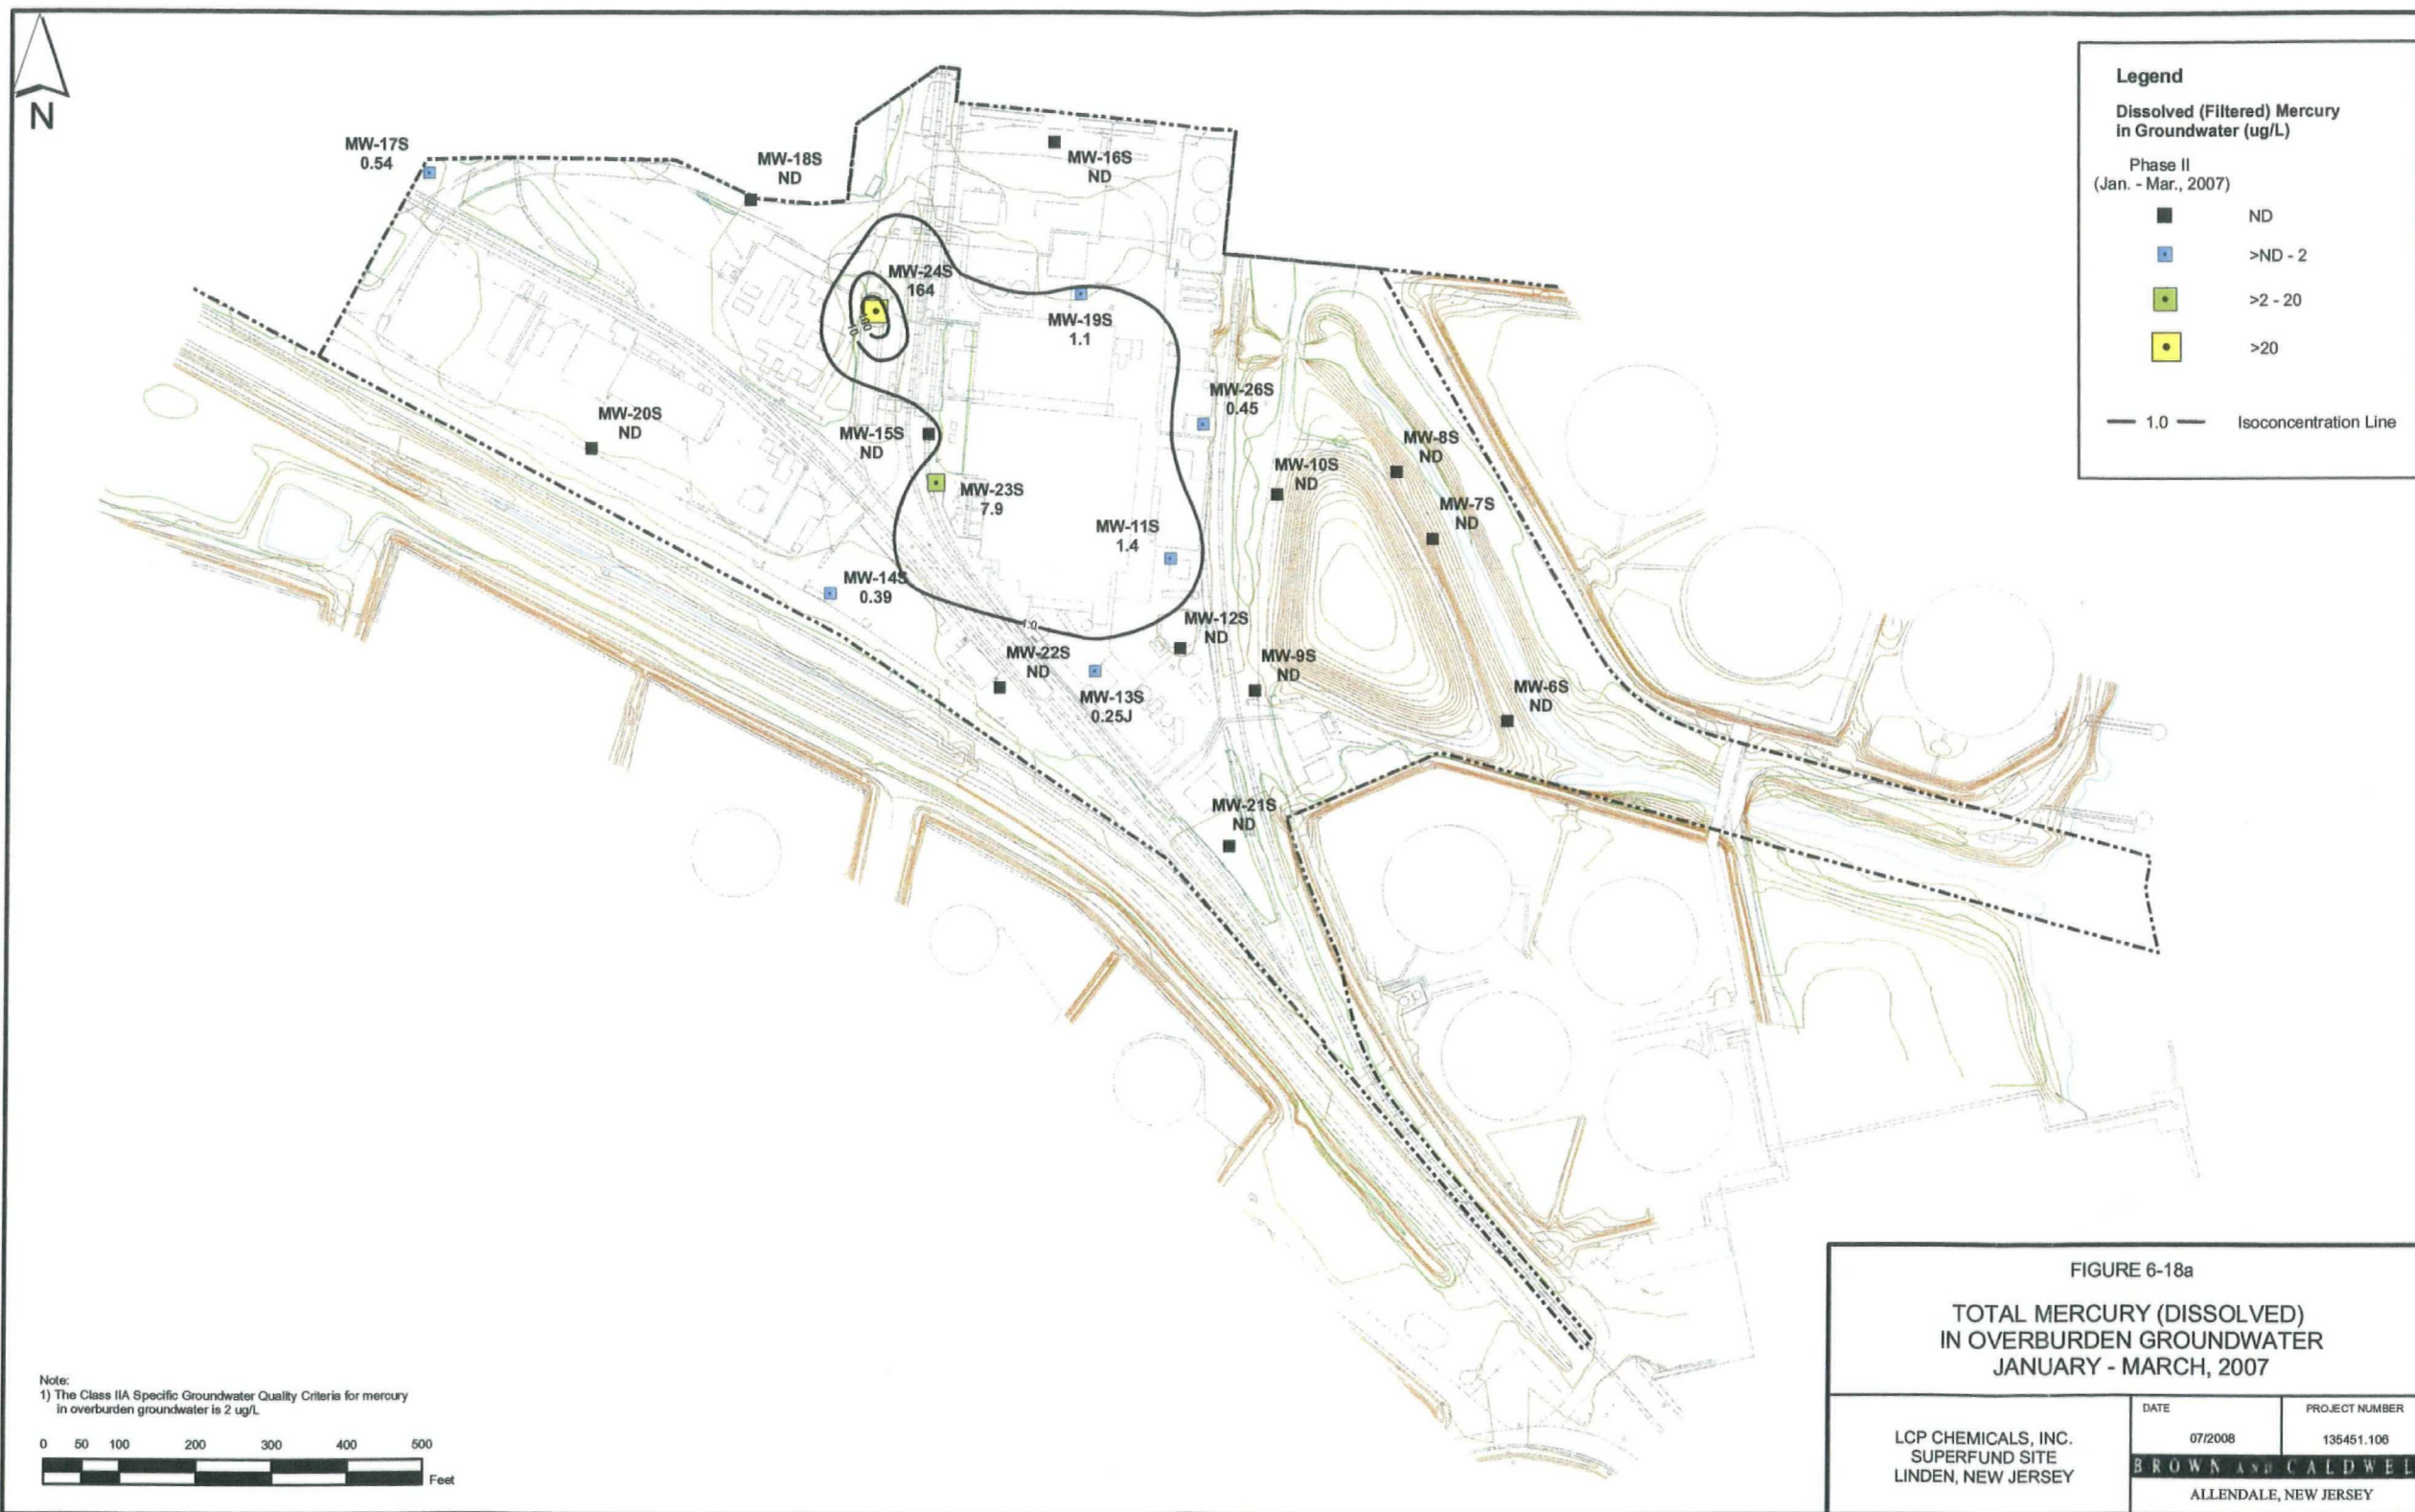 N
MW-17S
0.54
MW-18S
ND
MW-16S
ND
MW-24S
164
10
100
MW-19S
1.1
MW-26S
0.45
MW-20S
ND
MW-15S
ND
MW-8S
ND
MW-10S
ND
MW-23S
7.9
MW-7S
ND
MW-11S
1.4
MW-14S
0.39
1.0
MW-12S
ND
MW-22S
ND
MW-9S
ND
MW-13S
0.25J
MW-6S
ND
MW-21S
ND
Legend
Dissolved (Filtered) Mercury
in Groundwater (ug/L)
Phase II
(Jan. - Mar., 2007)
ND
>ND - 2
>2 - 20
>20
1.0 Isoconcentration Line
Note:
1) The Class IIA Specific Groundwater Quality Criteria for mercury
in overburden groundwater is 2 ug/L
0 50 100 200 300 400 500
Feet
FIGURE 6-18a
TOTAL MERCURY (DISSOLVED)
IN OVERBURDEN GROUNDWATER
JANUARY - MARCH, 2007
LCP CHEMICALS, INC.
SUPERFUND SITE
LINDEN, NEW JERSEY
DATE
07/2008
PROJECT NUMBER
135451.106
BROWN AND CALDWEL
ALLENDALE, NEW JERSEY